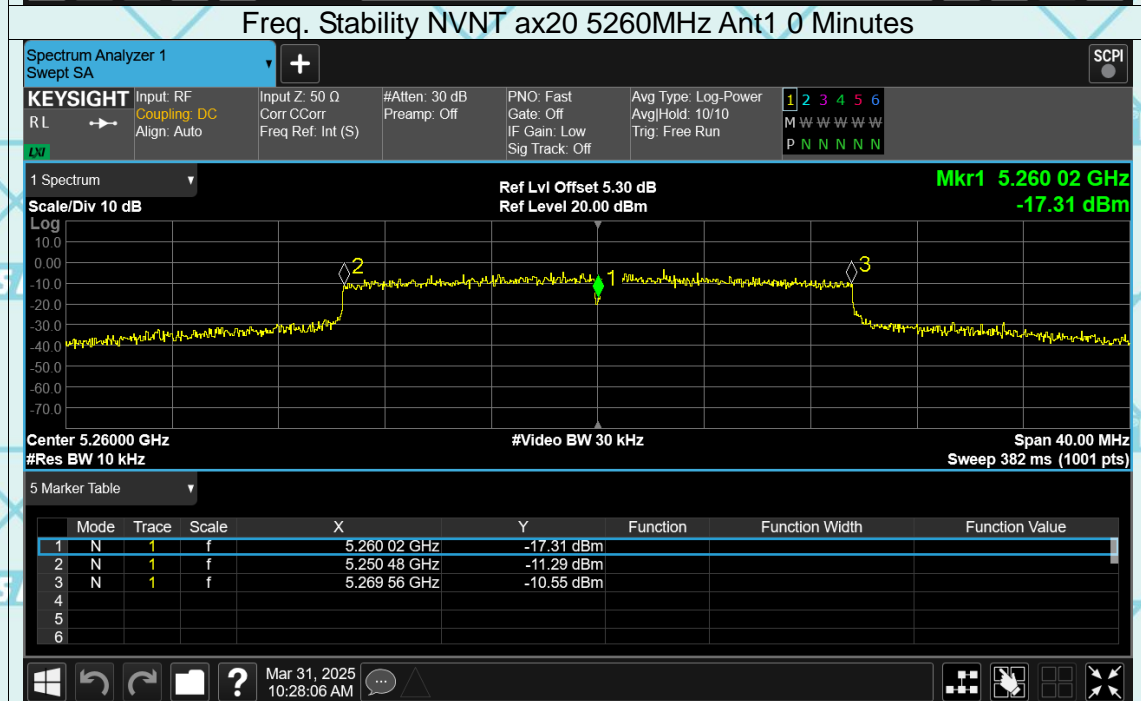 Freq. Stability NVNT ax20 5260MHz Ant1 0 Minutes
Spectrum Analyzer 1
Swept SA
+
SCPI
KEYSIGHT
R L
LXI
Input: RF
Coupling: DC
Align: Auto
Input Z: 50 Ω
Corr CCorr
Freq Ref: Int (S)
#Atten: 30 dB
Preamp: Off
PNO: Fast
Gate: Off
IF Gain: Low
Sig Track: Off
Avg Type: Log-Power
Avg|Hold: 10/10
Trig: Free Run
1 2 3 4 5 6
M W W W W W
P N N N N N
1 Spectrum
Scale/Div 10 dB
Ref Lvl Offset 5.30 dB
Ref Level 20.00 dBm
Mkr1 5.260 02 GHz
-17.31 dBm
Log
10.0
0.00
-10.0
-20.0
-30.0
-40.0
-50.0
-60.0
-70.0
2
1
3
Center 5.26000 GHz
#Video BW 30 kHz
Span 40.00 MHz
#Res BW 10 kHz
Sweep 382 ms (1001 pts)
5 Marker Table
Mode Trace Scale X Y Function Function Width Function Value
1 N 1 f 5.260 02 GHz -17.31 dBm
2 N 1 f 5.250 48 GHz -11.29 dBm
3 N 1 f 5.269 56 GHz -10.55 dBm
4
5
6
?
Mar 31, 2025
10:28:06 AM